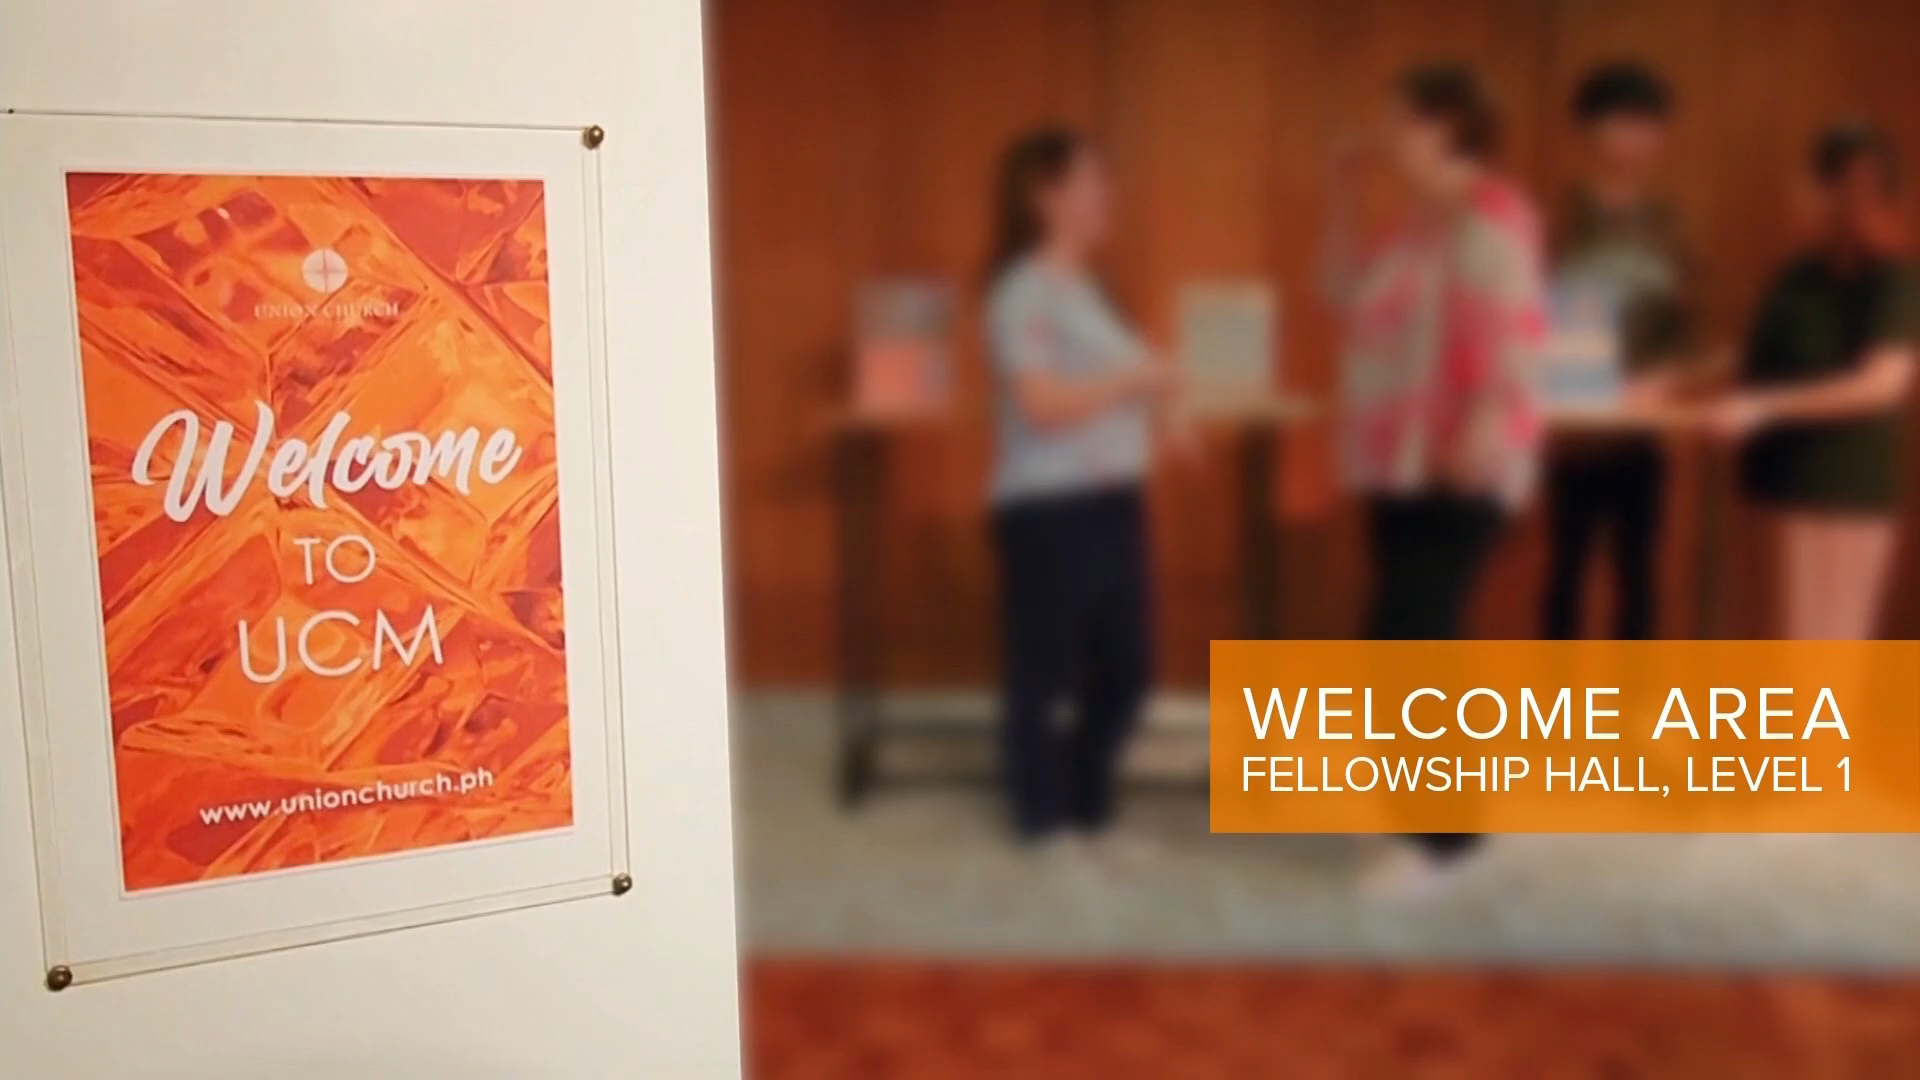 UNION CHURCH
Welcome
TO
UCM
www.unionchurch.ph
WELCOME AREA
FELLOWSHIP HALL, LEVEL 1